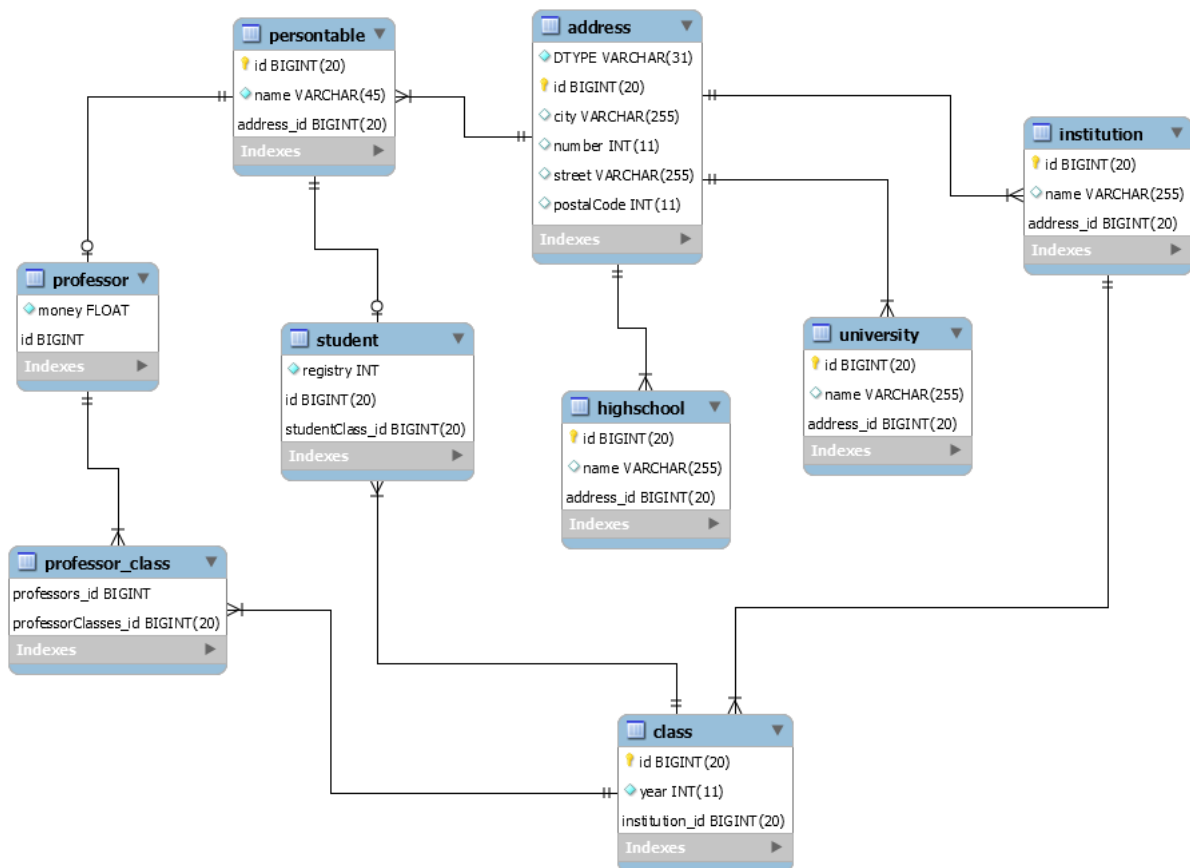 persontable
id BIGINT(20)
name VARCHAR(45)
address_id BIGINT(20)
Indexes
address
DTYPE VARCHAR(31)
id BIGINT(20)
city VARCHAR(255)
number INT(11)
street VARCHAR(255)
postalCode INT(11)
Indexes
institution
id BIGINT(20)
name VARCHAR(255)
address_id BIGINT(20)
Indexes
professor
money FLOAT
id BIGINT
Indexes
student
registry INT
id BIGINT(20)
studentClass_id BIGINT(20)
Indexes
highschool
id BIGINT(20)
name VARCHAR(255)
address_id BIGINT(20)
Indexes
university
id BIGINT(20)
name VARCHAR(255)
address_id BIGINT(20)
Indexes
professor_class
professors_id BIGINT
professorClasses_id BIGINT(20)
Indexes
class
id BIGINT(20)
year INT(11)
institution_id BIGINT(20)
Indexes